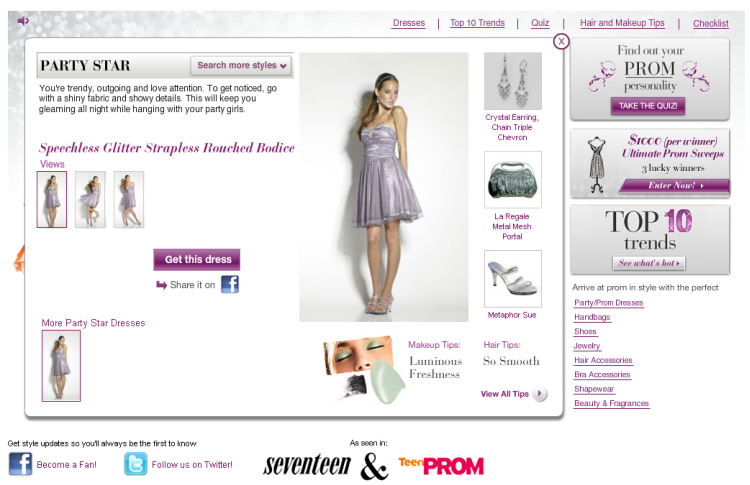 Dresses | Top 10 Trends | Quiz | Hair and Makeup Tips | Checklist
X
PARTY STAR
Search more styles
You're trendy, outgoing and love attention. To get noticed, go
with a shiny fabric and showy details. This will keep you
gleaming all night while hanging with your party girls.
Speechless Glitter Strapless Rouched Bodice
Views
Get this dress
Share it on f
More Party Star Dresses
Crystal Earring,
Chain Triple
Chevron
La Regale
Metal Mesh
Portal
Metaphor Sue
Makeup Tips:
Luminous
Freshness
Hair Tips:
So Smooth
View All Tips
Find out your
PROM
personality
TAKE THE QUIZ!
$1000 (per winner)
Ultimate Prom Sweeps
3 lucky winners
Enter Now!
TOP 10
trends
See what's hot
Arrive at prom in style with the perfect
Party/Prom Dresses
Handbags
Shoes
Jewelry
Hair Accessories
Bra Accessories
Shapewear
Beauty & Fragrances
Get style updates so you'll always be the first to know
f Become a Fan!
t Follow us on Twitter!
As seen in:
seventeen & TeenPROM